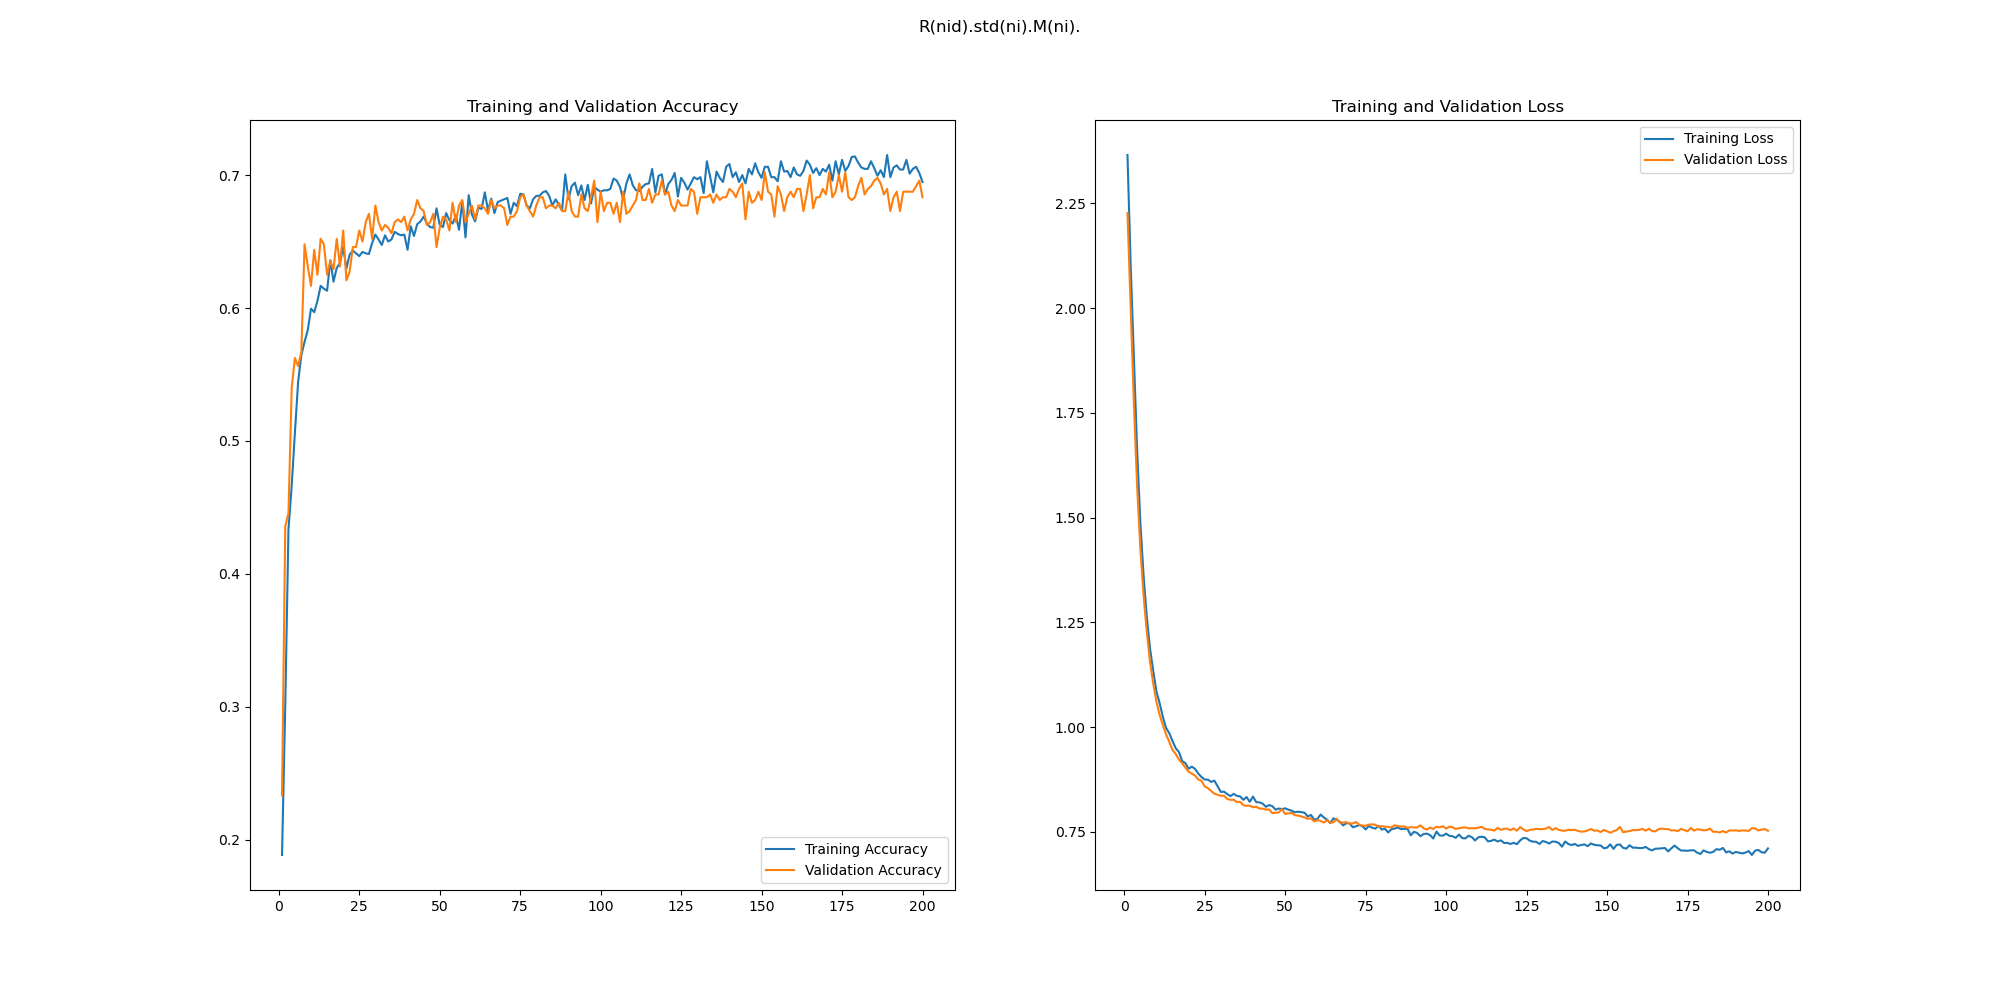 R(nid).std(ni).M(ni).
Training and Validation Accuracy
0.7
0.6
0.5
0.4
0.3
0.2
0 25 50 75 100 125 150 175 200
Training Accuracy
Validation Accuracy
Training and Validation Loss
2.25
2.00
1.75
1.50
1.25
1.00
0.75
0 25 50 75 100 125 150 175 200
Training Loss
Validation Loss